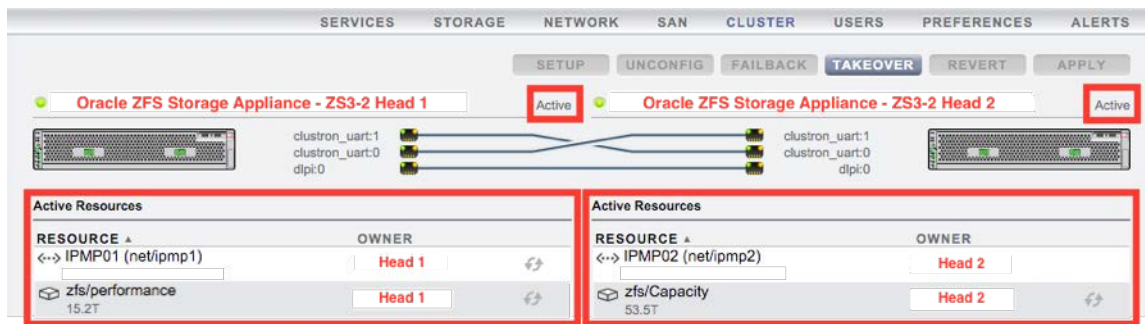 SERVICES STORAGE NETWORK SAN CLUSTER USERS PREFERENCES ALERTS
SETUP UNCONFIG FAILBACK TAKEOVER REVERT APPLY
Oracle ZFS Storage Appliance - ZS3-2 Head 1 Active
Oracle ZFS Storage Appliance - ZS3-2 Head 2 Active
clustron_uart:1 clustron_uart:1
clustron_uart:0 clustron_uart:0
dlpi:0 dlpi:0
Active Resources
RESOURCE ▲ OWNER
IPMP01 (net/ipmp1) Head 1
zfs/performance Head 1
15.2T
Active Resources
RESOURCE ▲ OWNER
IPMP02 (net/ipmp2) Head 2
zfs/Capacity Head 2
53.5T